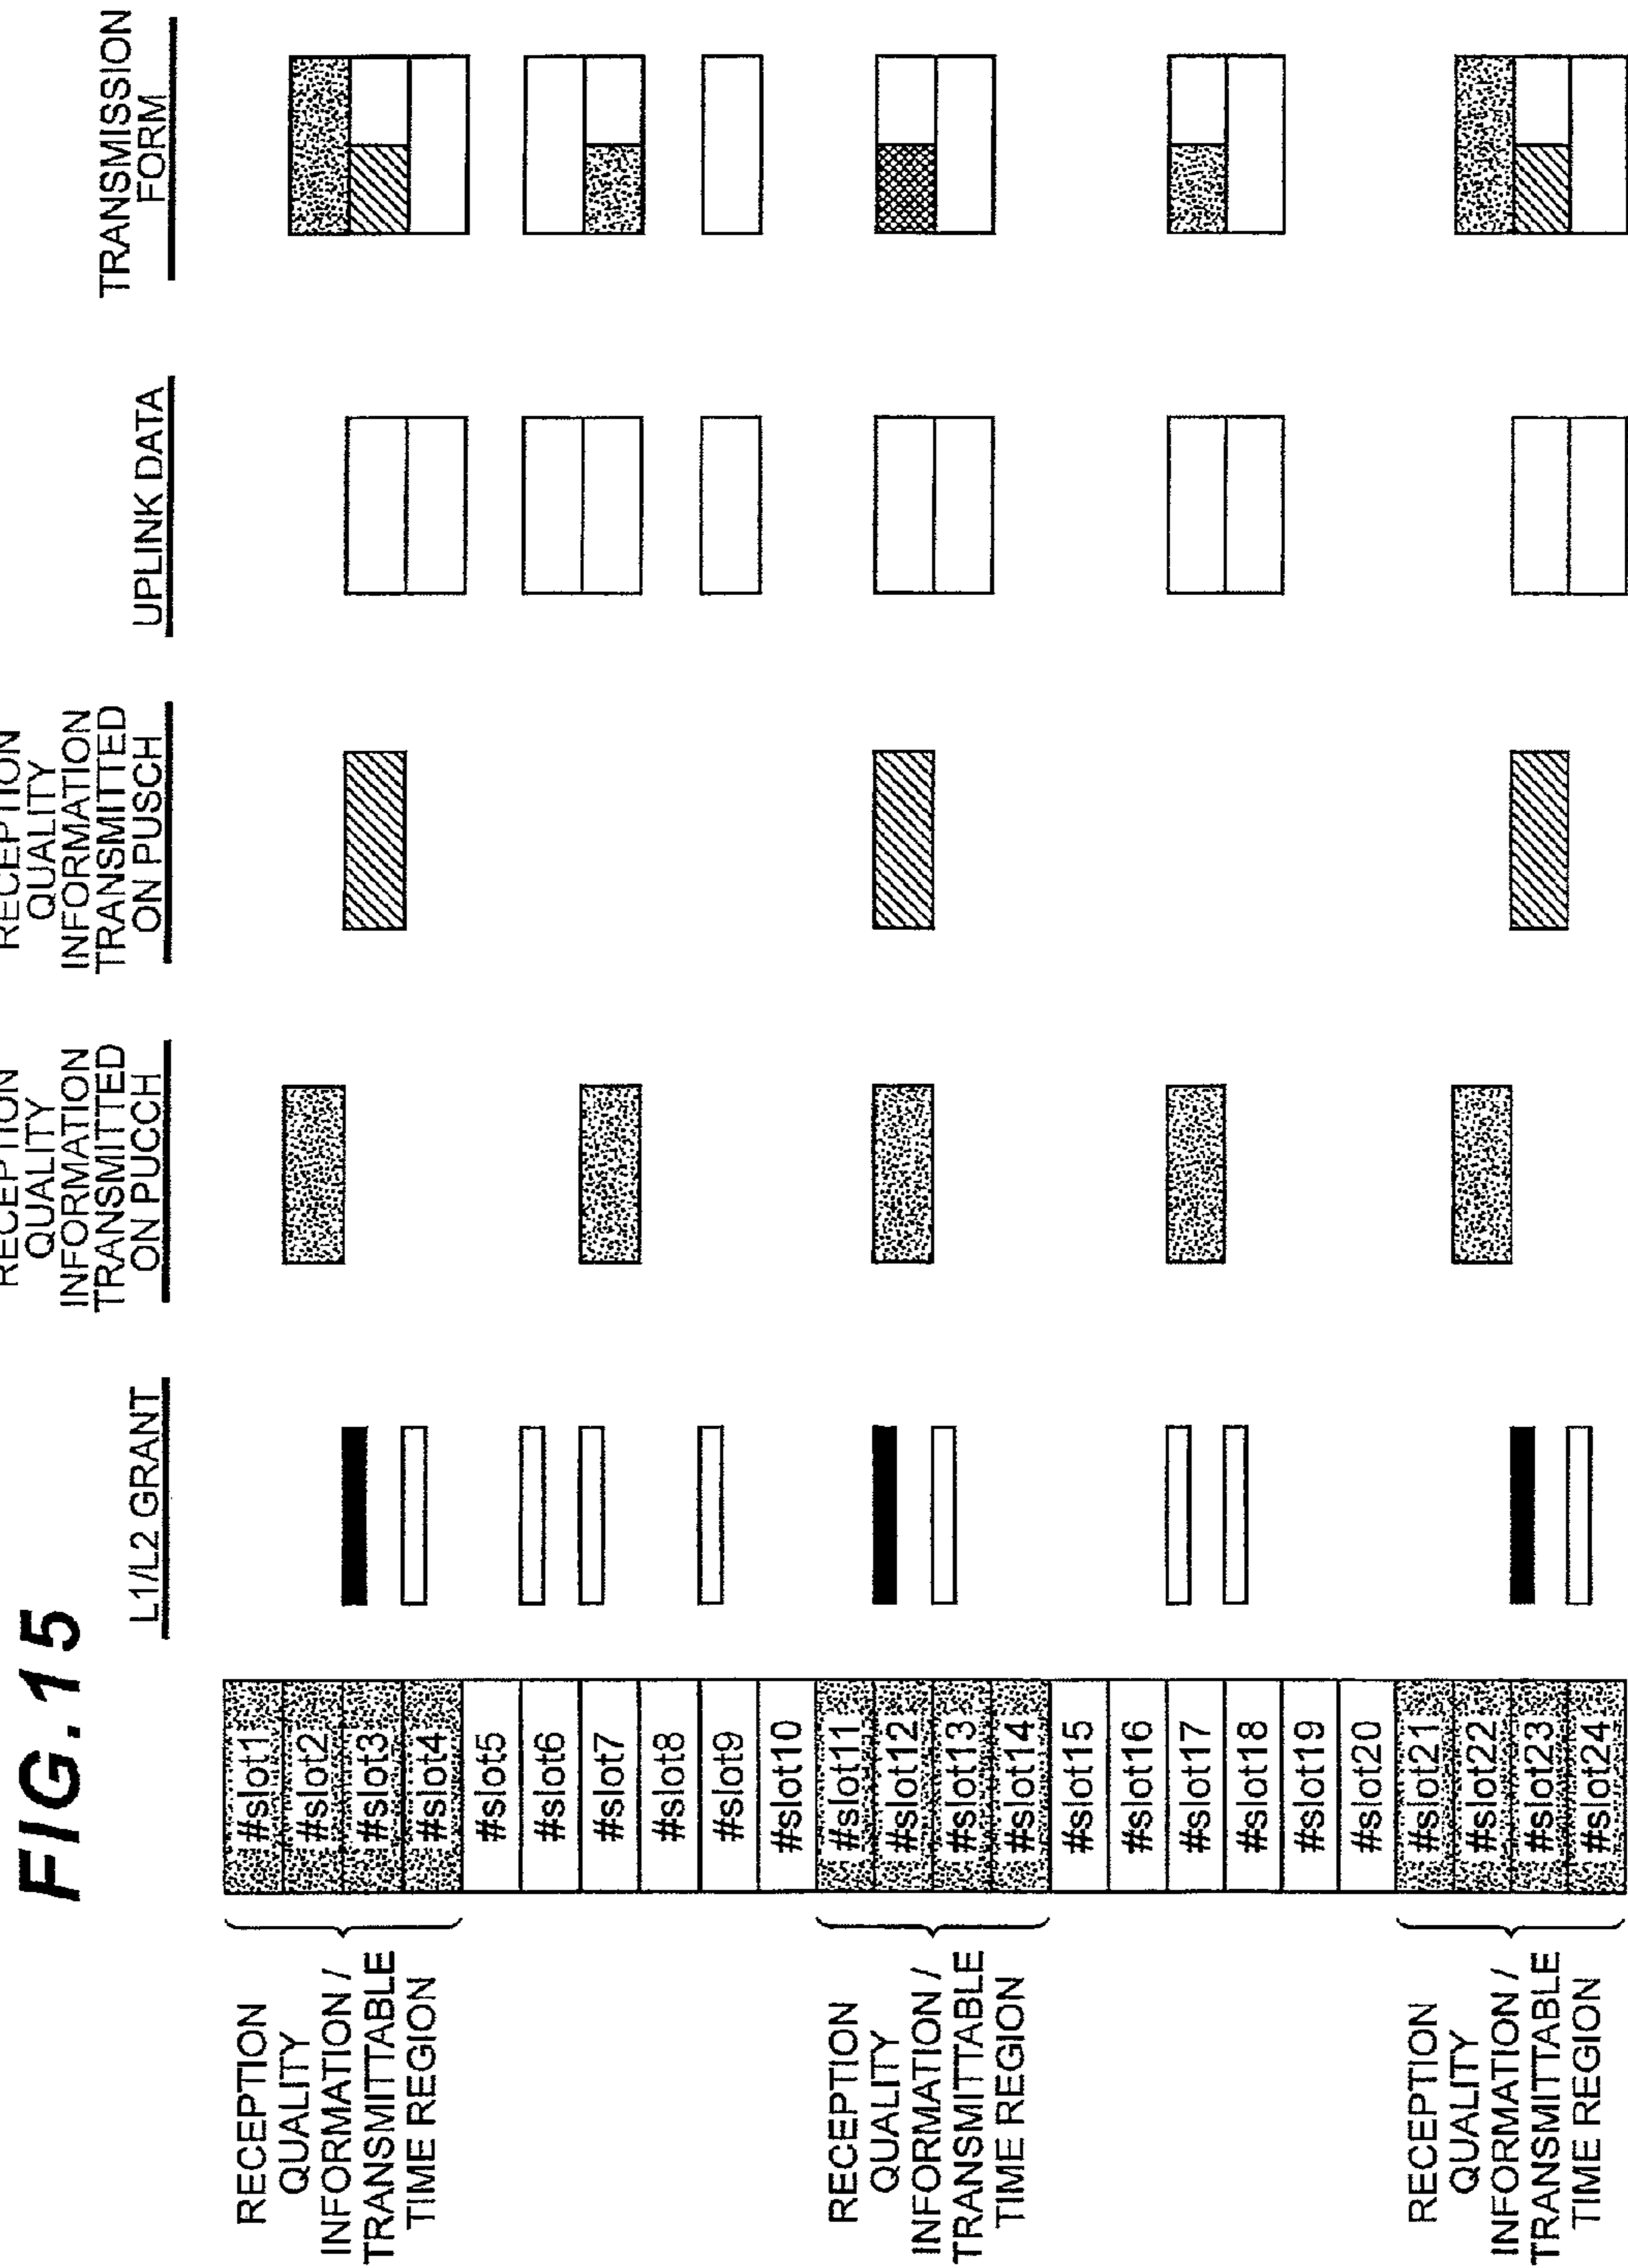 FIG.15
RECEPTION
QUALITY
INFORMATION /
TRANSMITTABLE
TIME REGION
RECEPTION
QUALITY
INFORMATION /
TRANSMITTABLE
TIME REGION
RECEPTION
QUALITY
INFORMATION /
TRANSMITTABLE
TIME REGION
#slot1
#slot2
#slot3
#slot4
#slot5
#slot6
#slot7
#slot8
#slot9
#slot10
#slot11
#slot12
#slot13
#slot14
#slot15
#slot16
#slot17
#slot18
#slot19
#slot20
#slot21
#slot22
#slot23
#slot24
L1/L2 GRANT
RECEPTION
QUALITY
INFORMATION
TRANSMITTED
ON PUCCH
RECEPTION
QUALITY
INFORMATION
TRANSMITTED
ON PUSCH
UPLINK DATA
TRANSMISSION
FORM